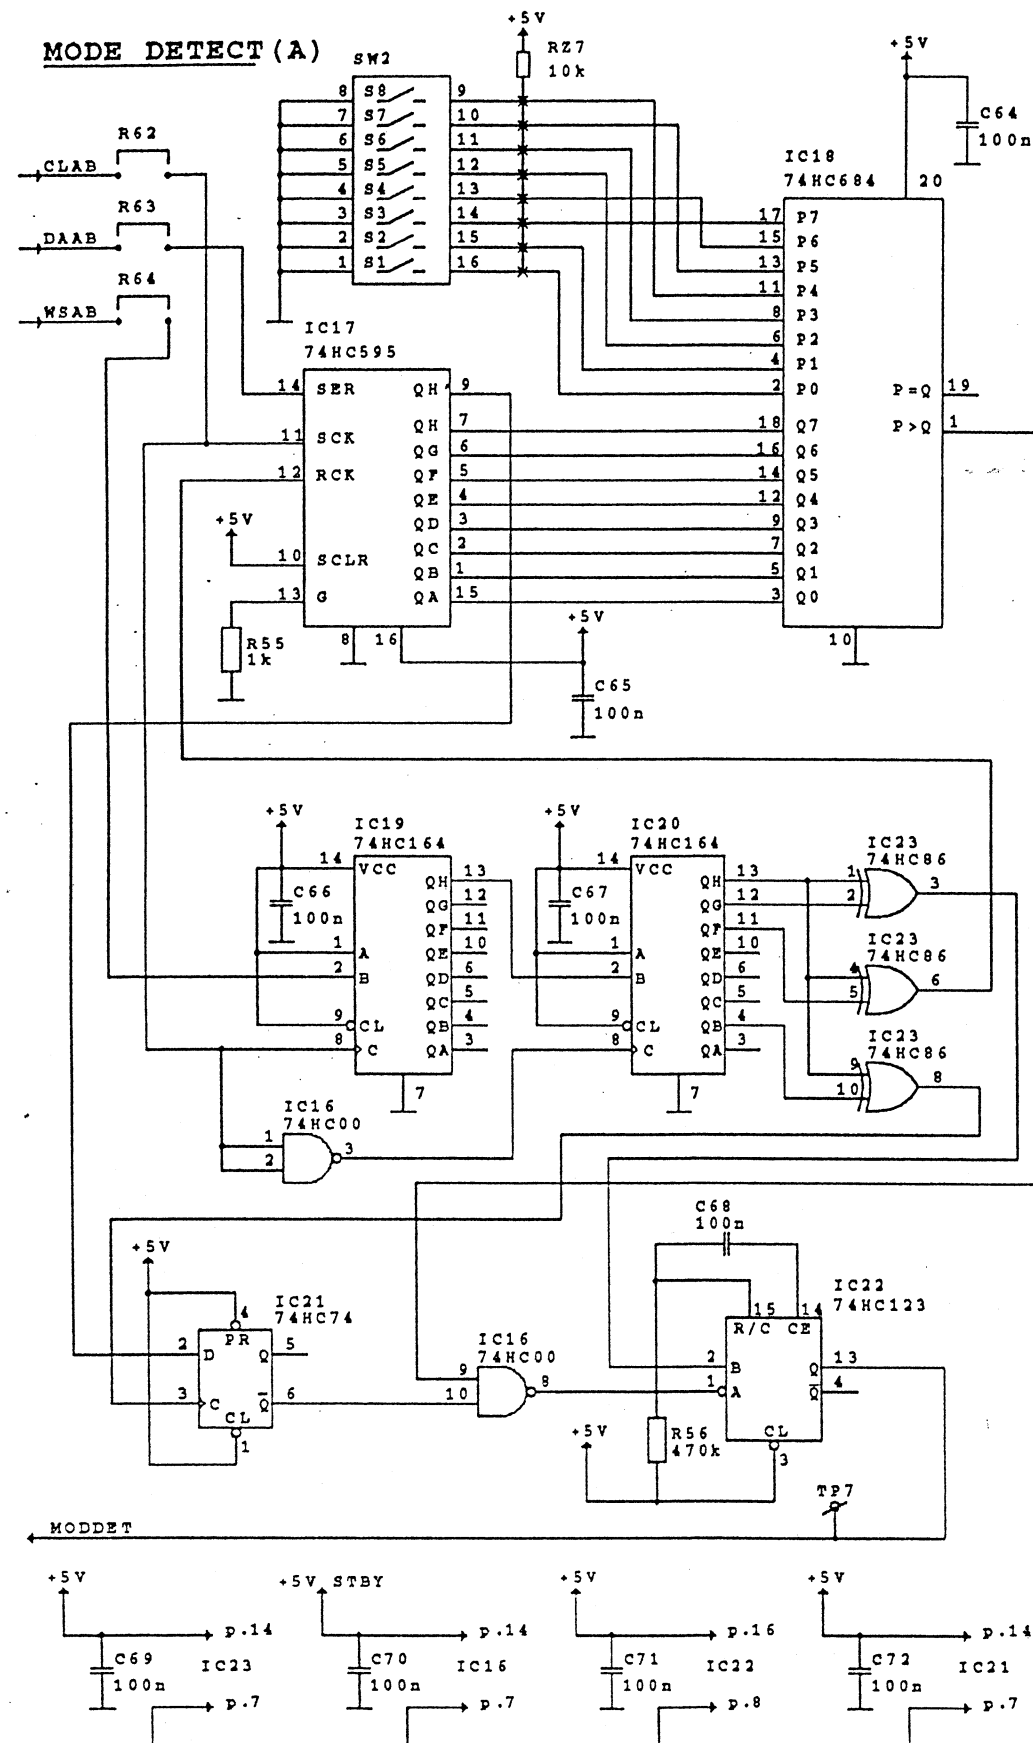 MODE DETECT (A)
+5V
RZ7
10k
+5V
C64
100n
SW2
8 S8 9
7 S7 10
6 S6 11
5 S5 12
4 S4 13
3 S3 14
2 S2 15
1 S1 16
R62
CLAB
R63
DAAB
R64
WSAB
IC18
74HC684 20
17 P7
15 P6
13 P5
11 P4
8 P3
6 P2
4 P1
2 P0
18 Q7
16 Q6
14 Q5
12 Q4
9 Q3
7 Q2
5 Q1
3 Q0
P=Q 19
P>Q 1
10
IC17
74HC595
14 SER QH' 9
11 SCK QH 7
QG 6
12 RCK QF 5
QE 4
QD 3
QC 2
10 SCLR QB 1
13 G QA 15
+5V
R55
1k
8 16
+5V
C65
100n
+5V
C66
100n
IC19
74HC164
14 VCC
QH 13
QG 12
QF 11
1 A QE 10
2 B QD 6
QC 5
9 CL QB 4
8 C QA 3
7
+5V
C67
100n
IC20
74HC164
14 VCC
QH 13
QG 12
QF 11
1 A QE 10
2 B QD 6
QC 5
9 CL QB 4
8 C QA 3
7
IC23
74HC86
1
2
3
IC23
74HC86
4
5
6
IC23
74HC86
9
10
8
IC16
74HC00
1
2
3
C68
100n
+5V
IC21
74HC74
4
PR
2 D Q 5
3 C Q̅ 6
CL
1
IC16
74HC00
9
10
8
IC22
74HC123
15 14
R/C CE
2 B Q 13
1 A Q̅ 4
CL
3
+5V
R56
470k
TP7
MODDET
+5V
p.14
C69
100n
IC23
p.7
+5V STBY
p.14
C70
100n
IC16
p.7
+5V
p.16
C71
100n
IC22
p.8
+5V
p.14
C72
100n
IC21
p.7